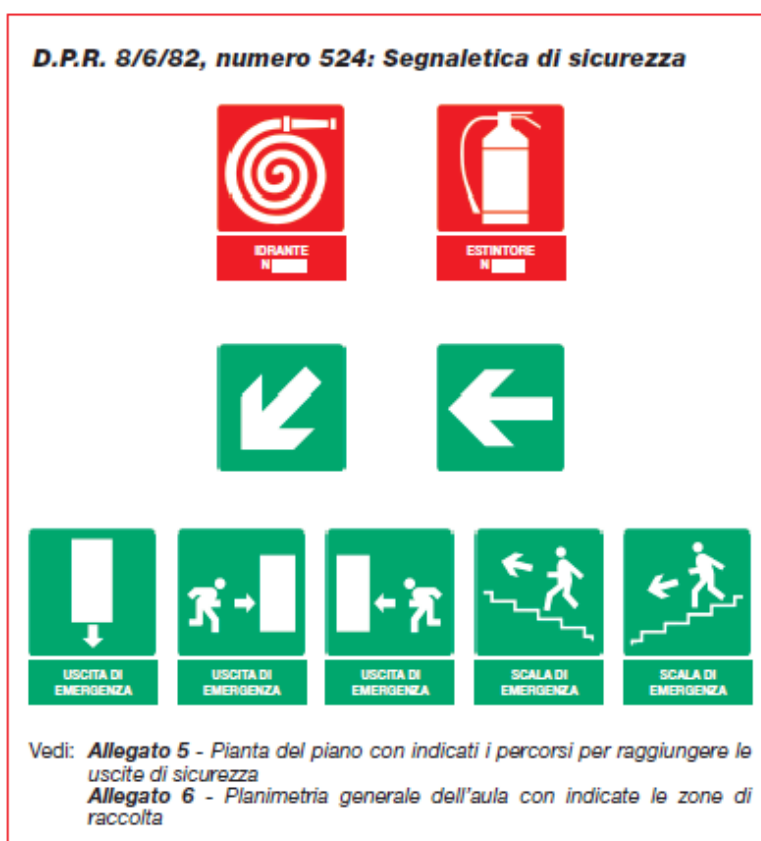 D.P.R. 8/6/82, numero 524: Segnaletica di sicurezza
IDRANTE
N
ESTINTORE
N
USCITA DI
EMERGENZA
USCITA DI
EMERGENZA
USCITA DI
EMERGENZA
SCALA DI
EMERGENZA
SCALA DI
EMERGENZA
Vedi: Allegato 5 - Pianta del piano con indicati i percorsi per raggiungere le
uscite di sicurezza
Allegato 6 - Planimetria generale dell'aula con indicate le zone di
raccolta